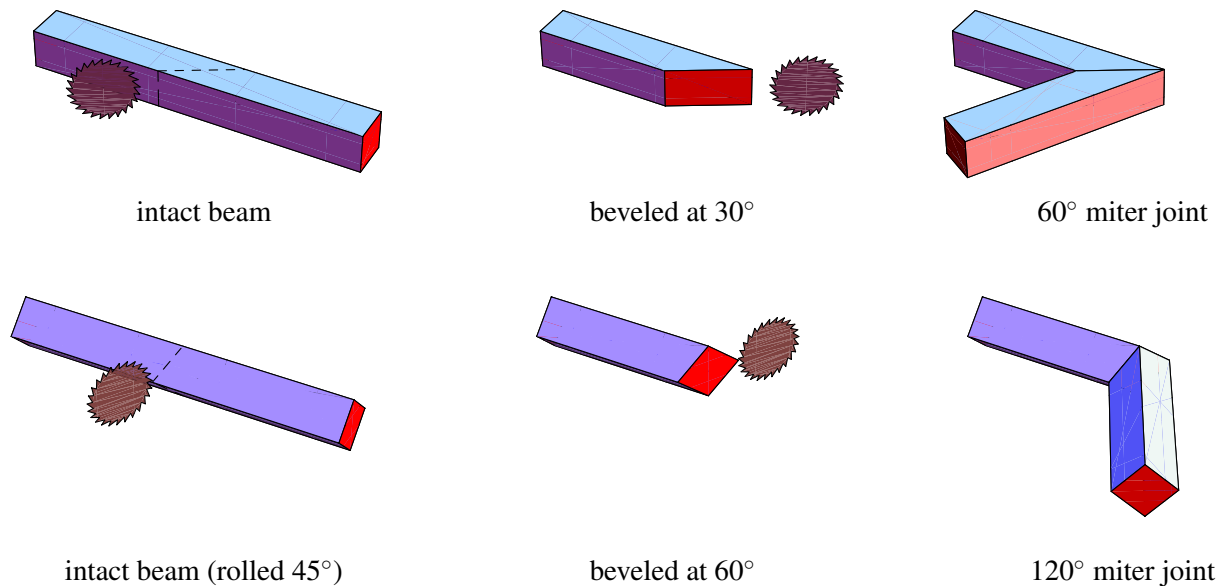 intact beam
beveled at 30°
60° miter joint
intact beam (rolled 45°)
beveled at 60°
120° miter joint